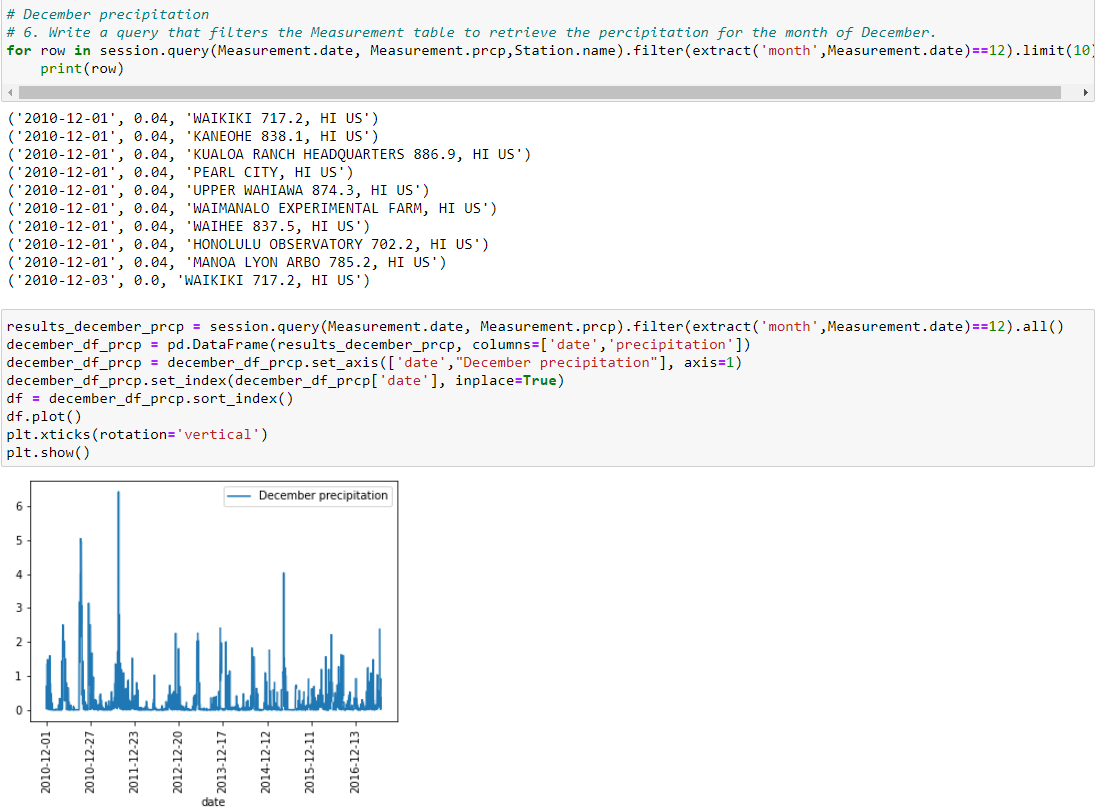 # December precipitation
# 6. Write a query that filters the Measurement table to retrieve the percipitation for the month of December.
for row in session.query(Measurement.date, Measurement.prcp,Station.name).filter(extract('month',Measurement.date)==12).limit(10)
    print(row)
('2010-12-01', 0.04, 'WAIKIKI 717.2, HI US')
('2010-12-01', 0.04, 'KANEOHE 838.1, HI US')
('2010-12-01', 0.04, 'KUALOA RANCH HEADQUARTERS 886.9, HI US')
('2010-12-01', 0.04, 'PEARL CITY, HI US')
('2010-12-01', 0.04, 'UPPER WAHIAWA 874.3, HI US')
('2010-12-01', 0.04, 'WAIMANALO EXPERIMENTAL FARM, HI US')
('2010-12-01', 0.04, 'WAIHEE 837.5, HI US')
('2010-12-01', 0.04, 'HONOLULU OBSERVATORY 702.2, HI US')
('2010-12-01', 0.04, 'MANOA LYON ARBO 785.2, HI US')
('2010-12-03', 0.0, 'WAIKIKI 717.2, HI US')
results_december_prcp = session.query(Measurement.date, Measurement.prcp).filter(extract('month',Measurement.date)==12).all()
december_df_prcp = pd.DataFrame(results_december_prcp, columns=['date','precipitation'])
december_df_prcp = december_df_prcp.set_axis(['date',"December precipitation"], axis=1)
december_df_prcp.set_index(december_df_prcp['date'], inplace=True)
df = december_df_prcp.sort_index()
df.plot()
plt.xticks(rotation='vertical')
plt.show()
December precipitation
6
5
4
3
2
1
0
2010-12-01
2010-12-27
2011-12-23
2012-12-20
2013-12-17
2014-12-12
2015-12-11
2016-12-13
date